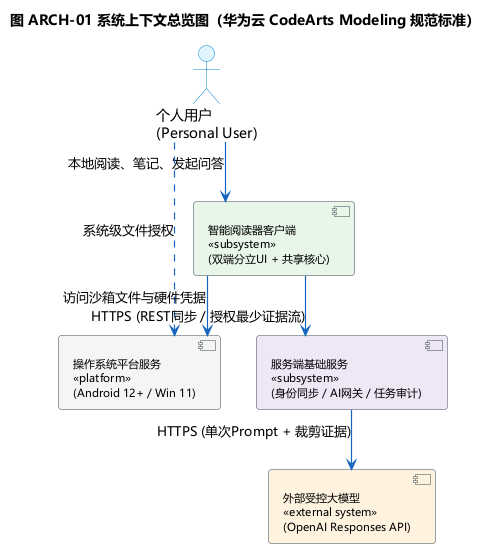 图 ARCH-01 系统上下文总览图（华为云 CodeArts Modeling 规范标准）
个人用户
(Personal User)
本地阅读、笔记、发起问答
系统级文件授权
智能阅读器客户端
«subsystem»
(双端分立UI + 共享核心)
访问沙箱文件与硬件凭据
HTTPS (REST同步 / 授权最少证据流)
操作系统平台服务
«platform»
(Android 12+ / Win 11)
服务端基础服务
«subsystem»
(身份同步 / AI网关 / 任务审计)
HTTPS (单次Prompt + 裁剪证据)
外部受控大模型
«external system»
(OpenAI Responses API)